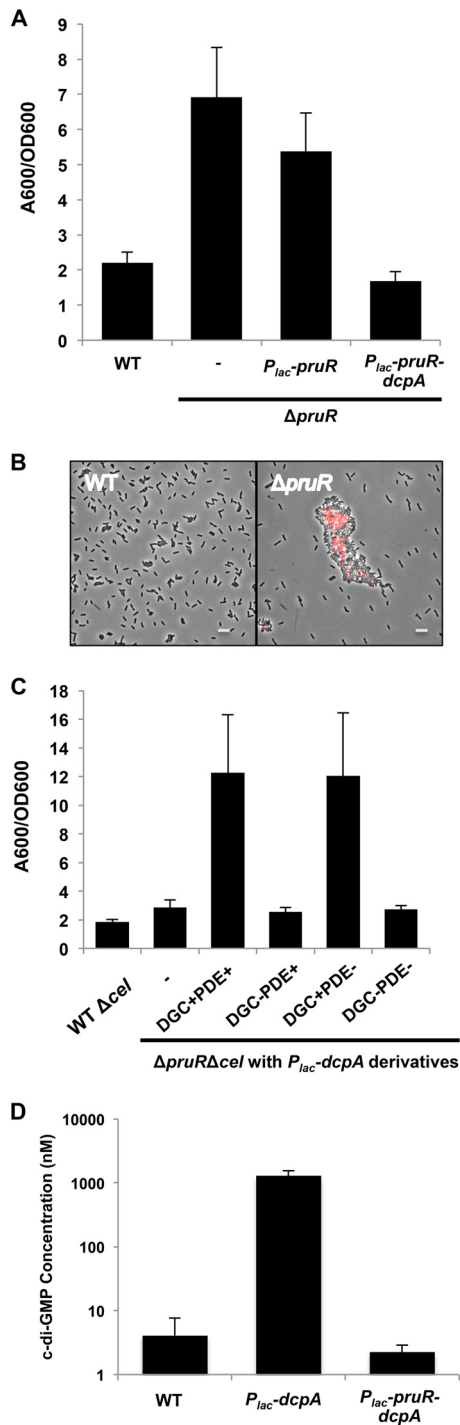 A
A600/OD600
8
7
6
5
4
3
2
1
0
WT
-
Plac-pruR
Plac-pruR-
dcpA
ΔpruR
B
WT
ΔpruR
C
A600/OD600
18
16
14
12
10
8
6
4
2
0
WT Δcel
-
DGC+PDE+
DGC-PDE+
DGC+PDE-
DGC-PDE-
ΔpruRΔcel with Plac-dcpA derivatives
D
c-di-GMP Concentration (nM)
10000
1000
100
10
1
WT
Plac-dcpA
Plac-pruR-
dcpA